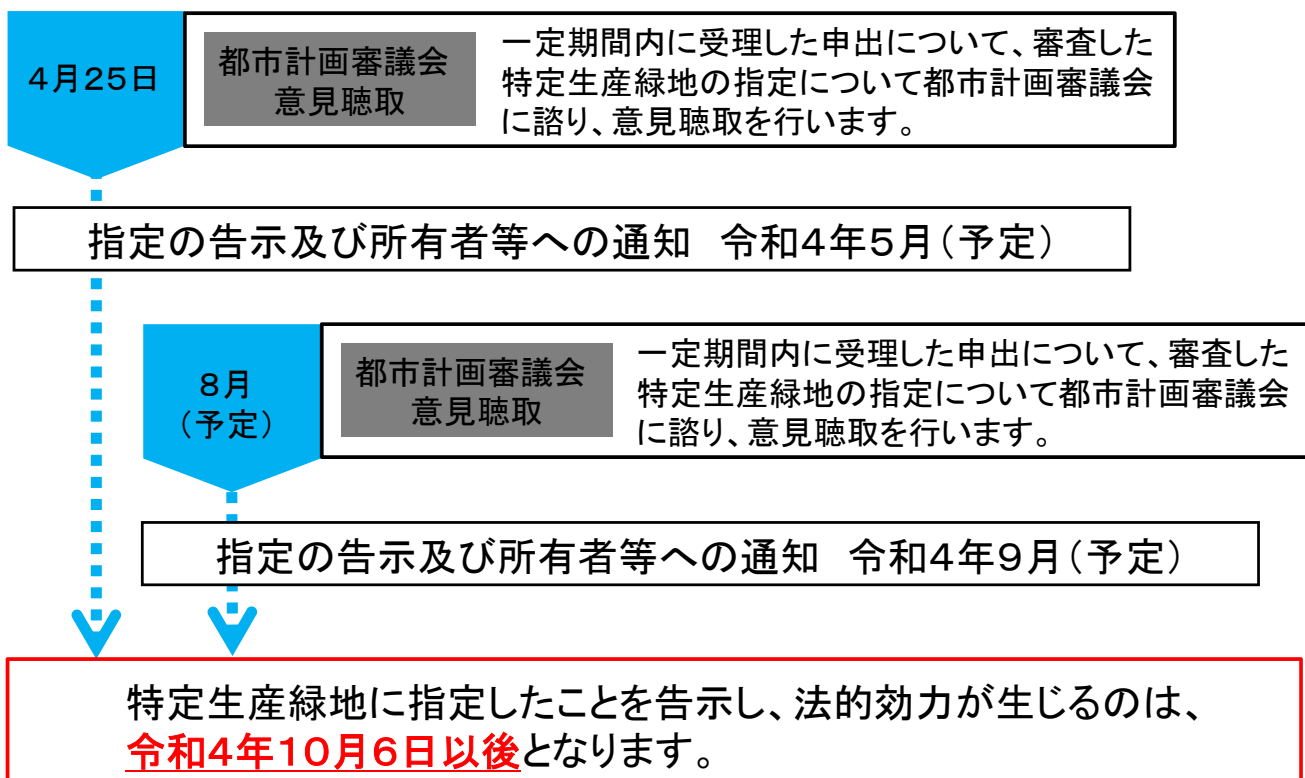 4月25日
都市計画審議会
意見聴取
一定期間内に受理した申出について、審査した
特定生産緑地の指定について都市計画審議会
に諮り、意見聴取を行います。
指定の告示及び所有者等への通知　令和4年5月（予定）
8月
（予定）
都市計画審議会
意見聴取
一定期間内に受理した申出について、審査した
特定生産緑地の指定について都市計画審議会
に諮り、意見聴取を行います。
指定の告示及び所有者等への通知　令和4年9月（予定）
特定生産緑地に指定したことを告示し、法的効力が生じるのは、
令和4年10月6日以後となります。